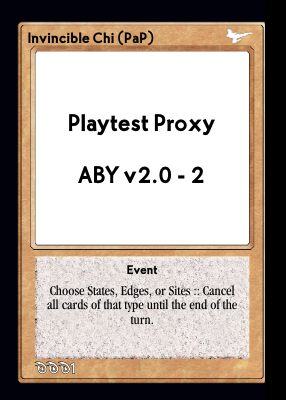 Invincible Chi (PaP)
Playtest Proxy
ABY v2.0 - 2
Event
Choose States, Edges, or Sites :: Cancel
all cards of that type until the end of the
turn.
1